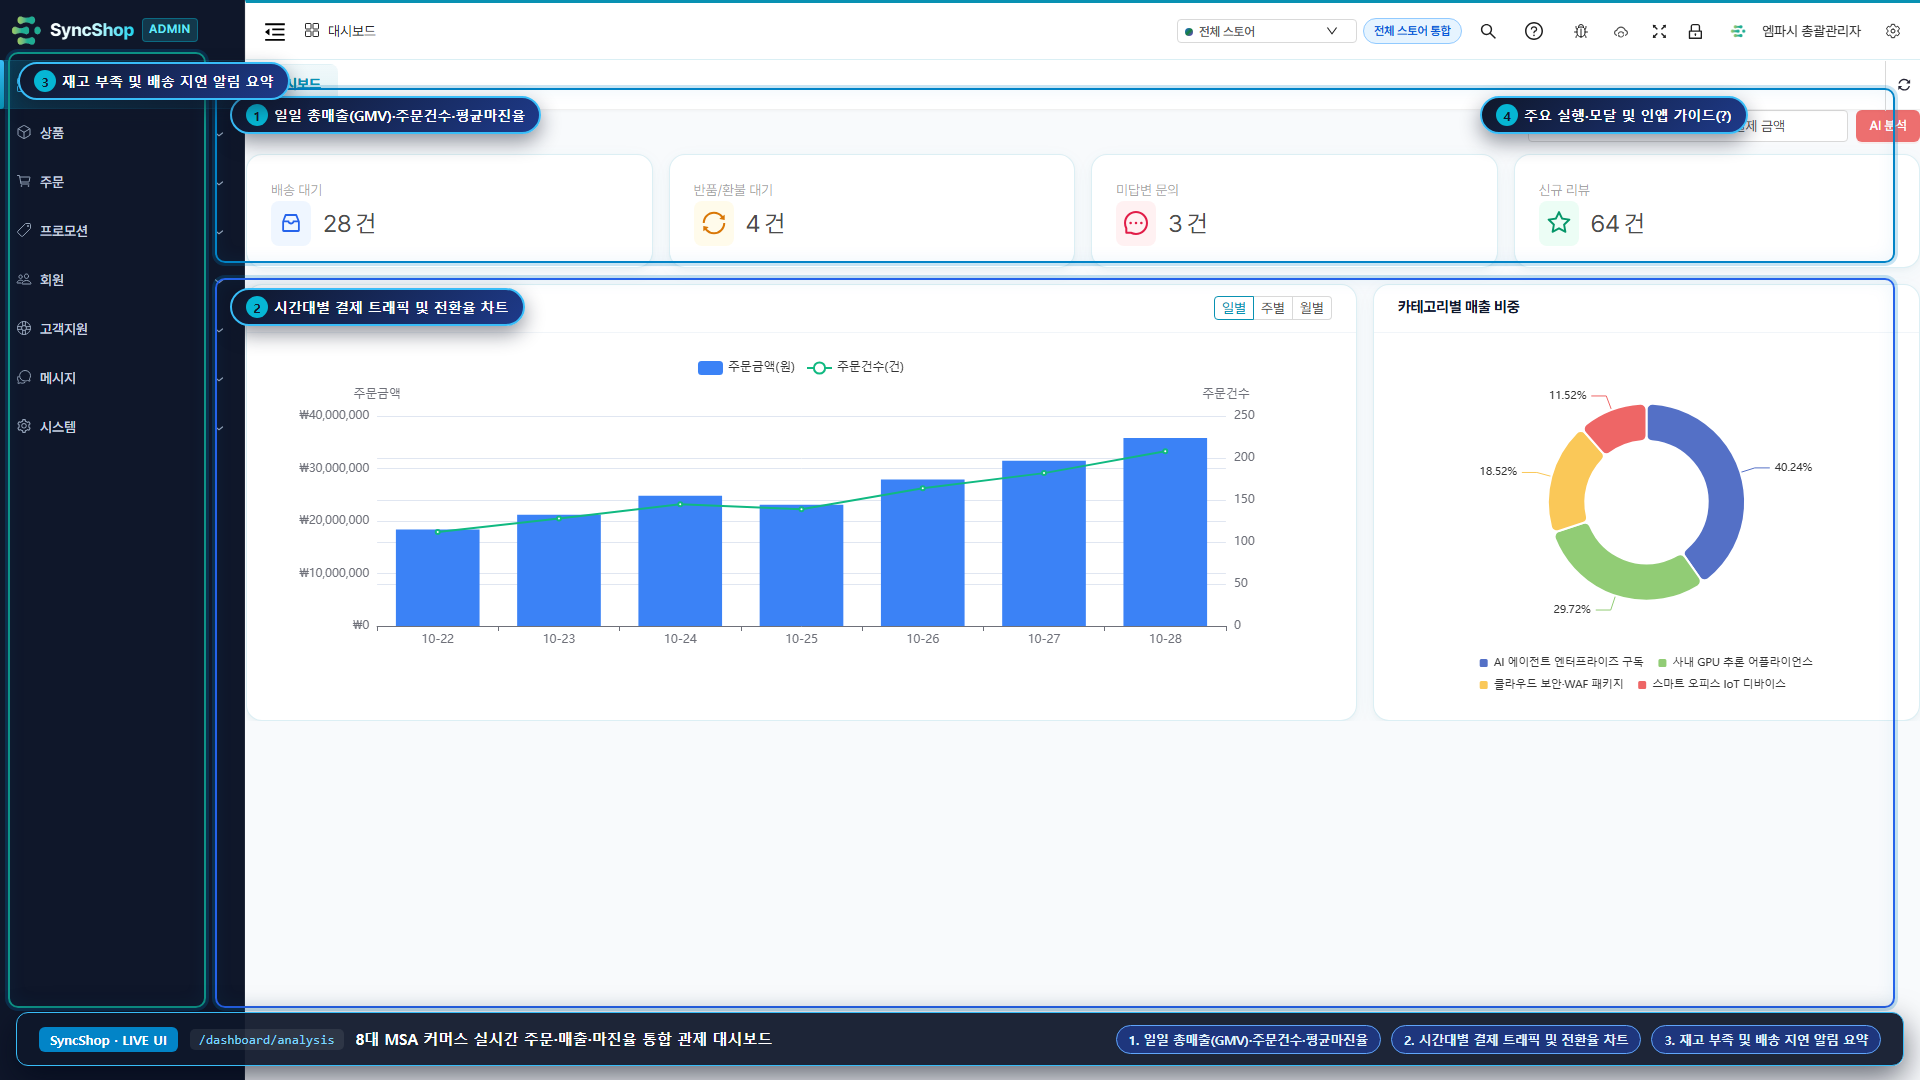 SyncShop ADMIN
대시보드
전체 스토어
전체 스토어 통합
엠파시 총괄관리자
3 재고 부족 및 배송 지연 알림 요약
시보드
1 일일 총매출(GMV)·주문건수·평균마진율
4 주요 실행·모달 및 인앱 가이드(?)
금액
AI 분석
상품
주문
프로모션
회원
고객지원
메시지
시스템
배송 대기
28 건
반품/환불 대기
4 건
미답변 문의
3 건
신규 리뷰
64 건
2 시간대별 결제 트래픽 및 전환율 차트
일별 주별 월별
주문금액(원) 주문건수(건)
주문금액 주문건수
₩40,000,000
₩30,000,000
₩20,000,000
₩10,000,000
₩0
250
200
150
100
50
0
10-22 10-23 10-24 10-25 10-26 10-27 10-28
카테고리별 매출 비중
11.52%
18.52%
40.24%
29.72%
AI 에이전트 엔터프라이즈 구독 사내 GPU 추론 어플라이언스
클라우드 보안·WAF 패키지 스마트 오피스 IoT 디바이스
SyncShop · LIVE UI /dashboard/analysis 8대 MSA 커머스 실시간 주문·매출·마진율 통합 관제 대시보드
1. 일일 총매출(GMV)·주문건수·평균마진율 2. 시간대별 결제 트래픽 및 전환율 차트 3. 재고 부족 및 배송 지연 알림 요약